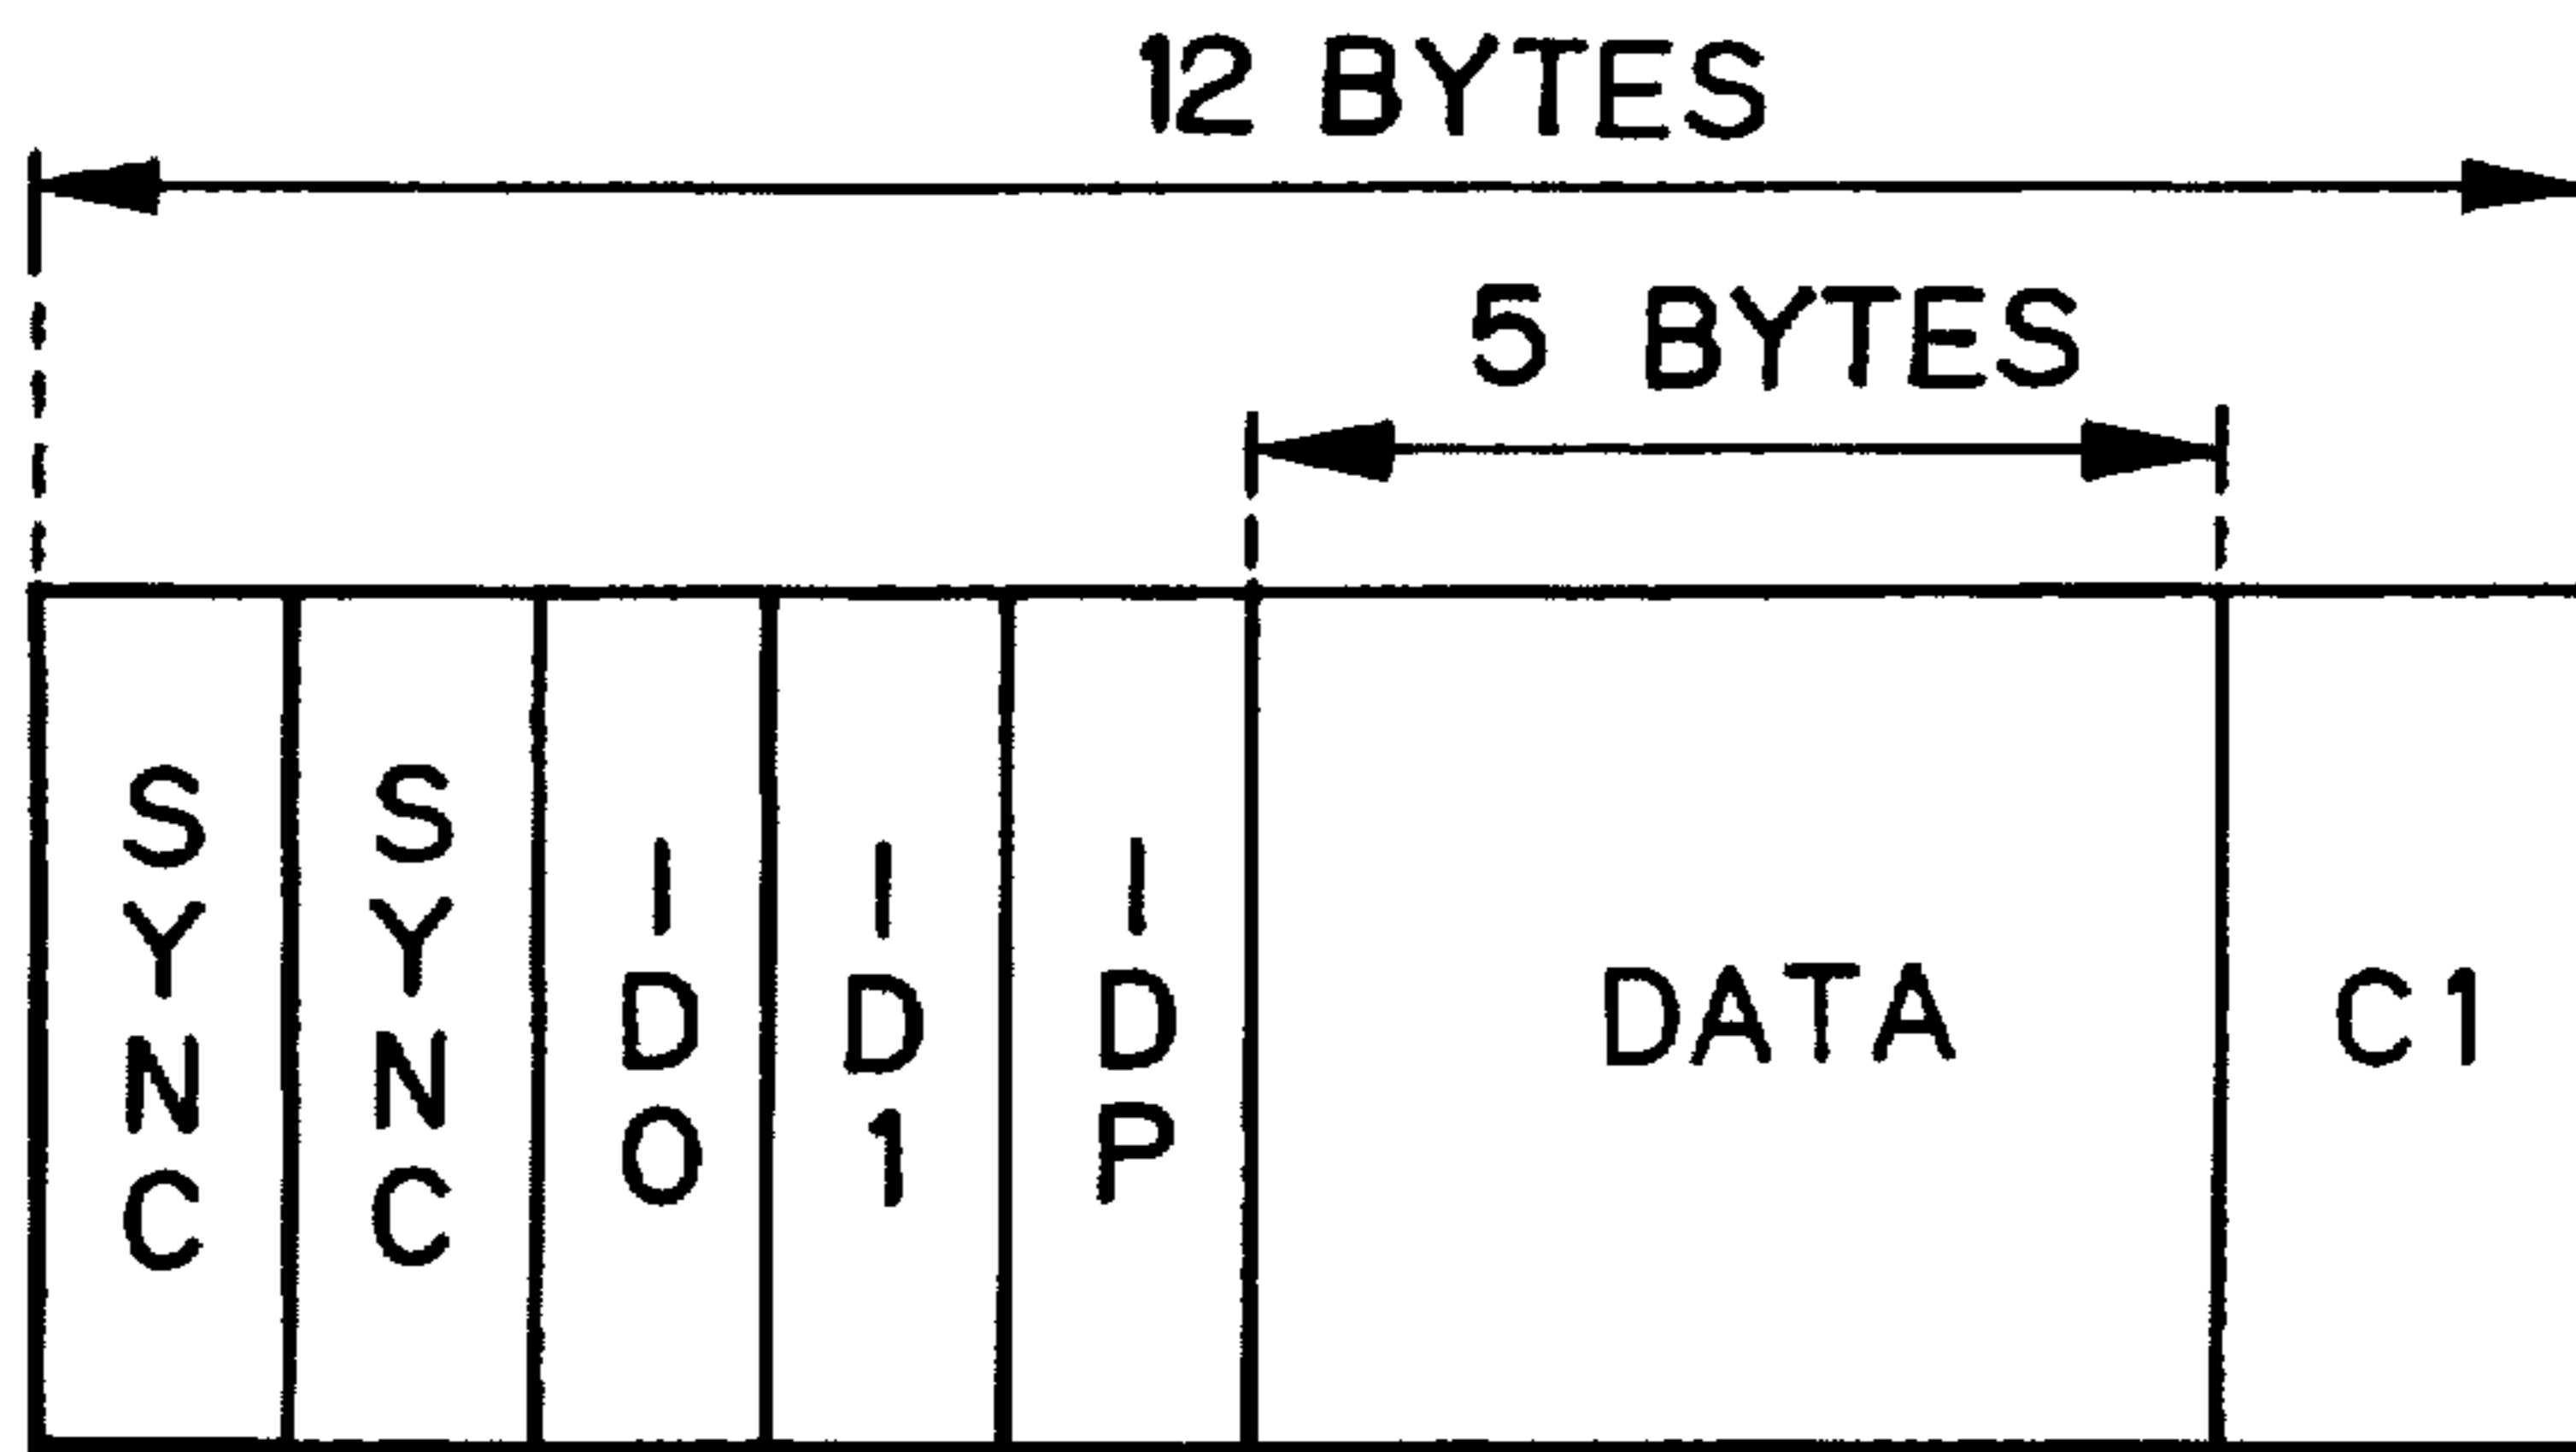 12 BYTES
5 BYTES
SYNC
SYNC
ID0
ID1
IDP
DATA
C1